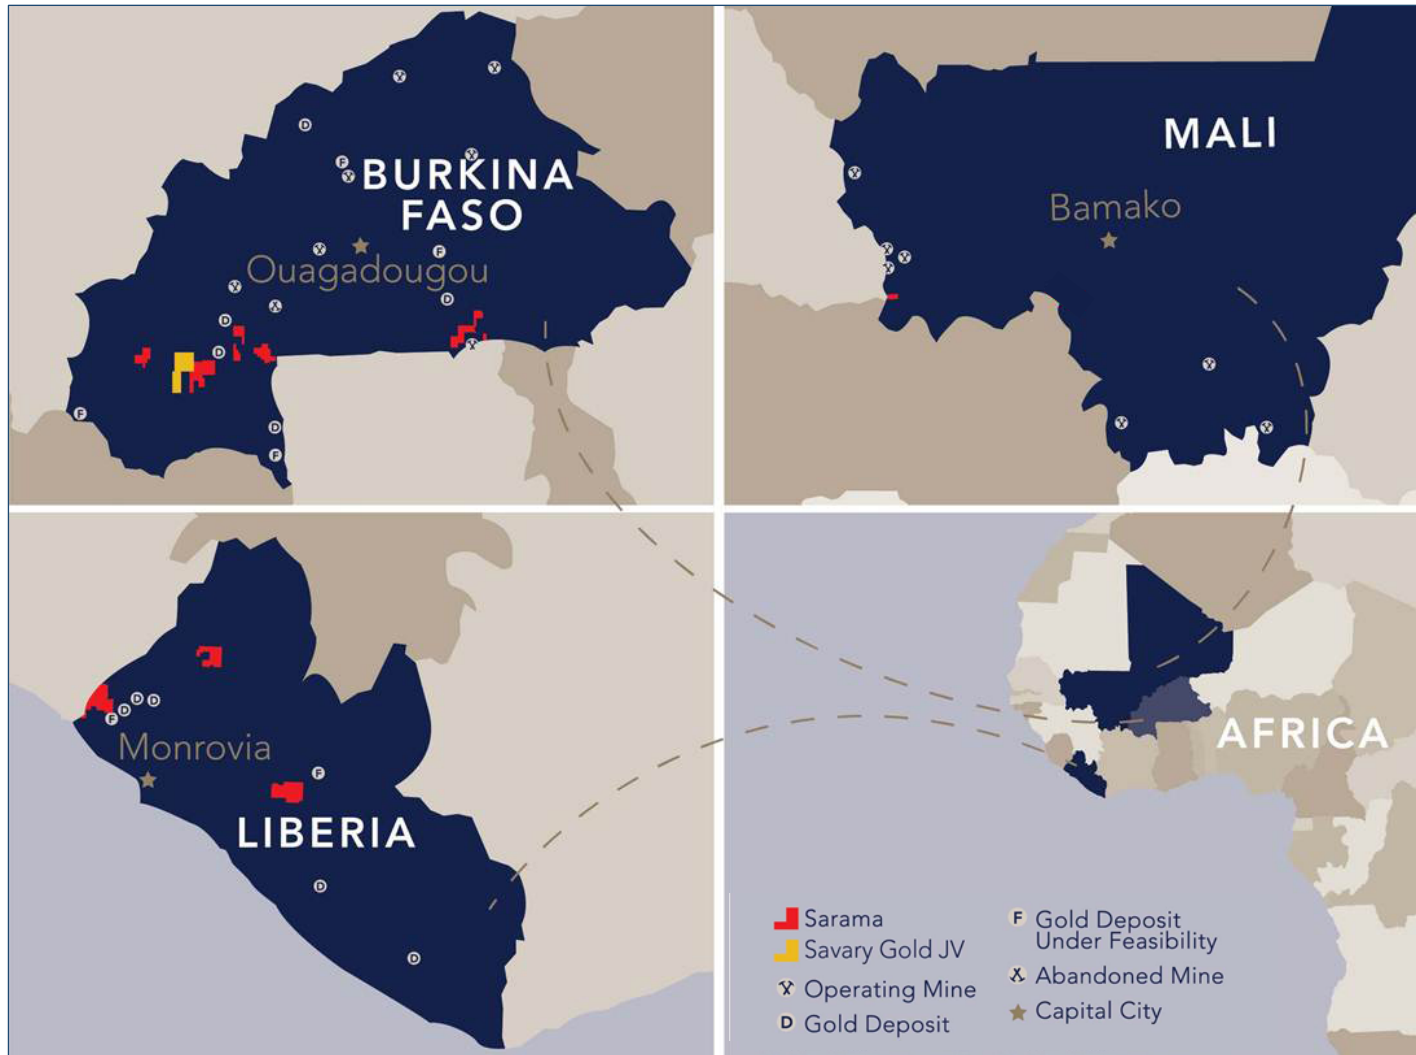 BURKINA
FASO
Ouagadougou
MALI
Bamako
Monrovia
LIBERIA
AFRICA
Sarama
Savary Gold JV
Operating Mine
D Gold Deposit
F Gold Deposit
Under Feasibility
Abandoned Mine
Capital City
D
F
F
D
D
D
F
D
F
D
D
D
F
F
D
D